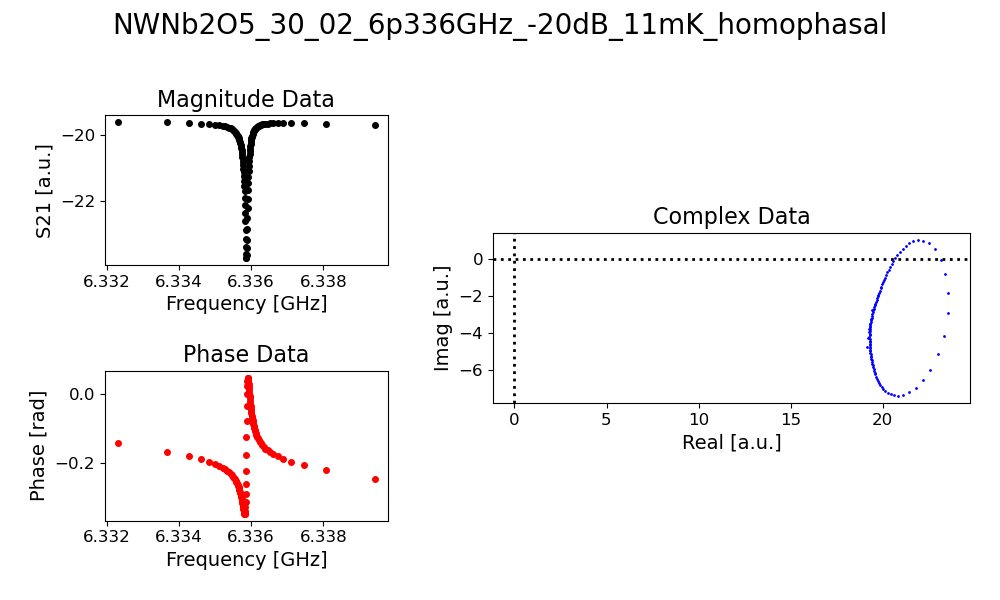 NWNb2O5_30_02_6p336GHz_-20dB_11mK_homophasal
Magnitude Data
S21 [a.u.]
−20
−22
6.332 6.334 6.336 6.338
Frequency [GHz]
Phase Data
Phase [rad]
0.0
−0.2
6.332 6.334 6.336 6.338
Frequency [GHz]
Complex Data
Imag [a.u.]
0
−2
−4
−6
0 5 10 15 20
Real [a.u.]